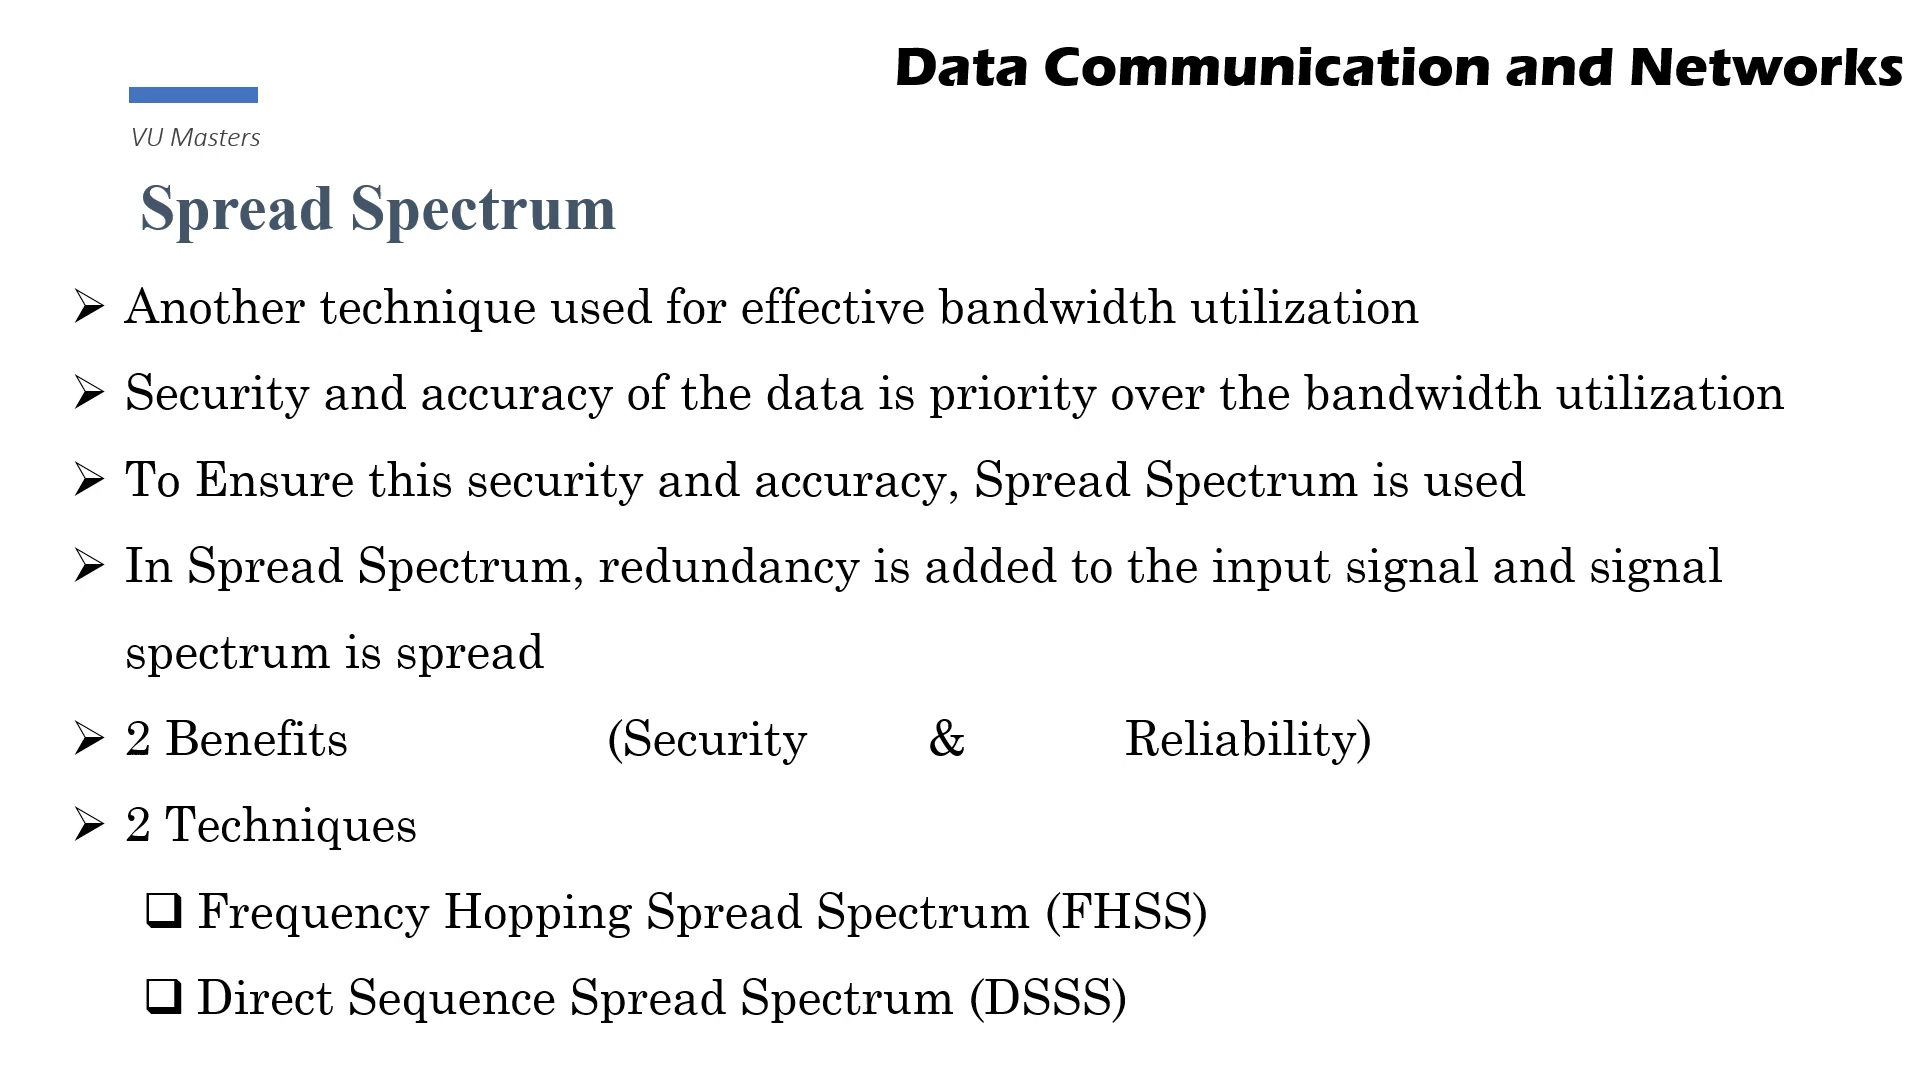 Data Communication and Networks
VU Masters
Spread Spectrum
Another technique used for effective bandwidth utilization
Security and accuracy of the data is priority over the bandwidth utilization
To Ensure this security and accuracy, Spread Spectrum is used
In Spread Spectrum, redundancy is added to the input signal and signal
spectrum is spread
2 Benefits (Security & Reliability)
2 Techniques
Frequency Hopping Spread Spectrum (FHSS)
Direct Sequence Spread Spectrum (DSSS)